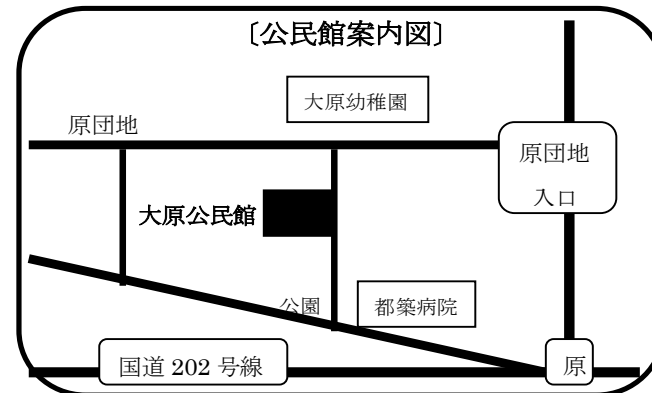 〔公民館案内図〕
大原幼稚園
原団地
原団地
入口
大原公民館
公園
都築病院
国道 202 号線
原